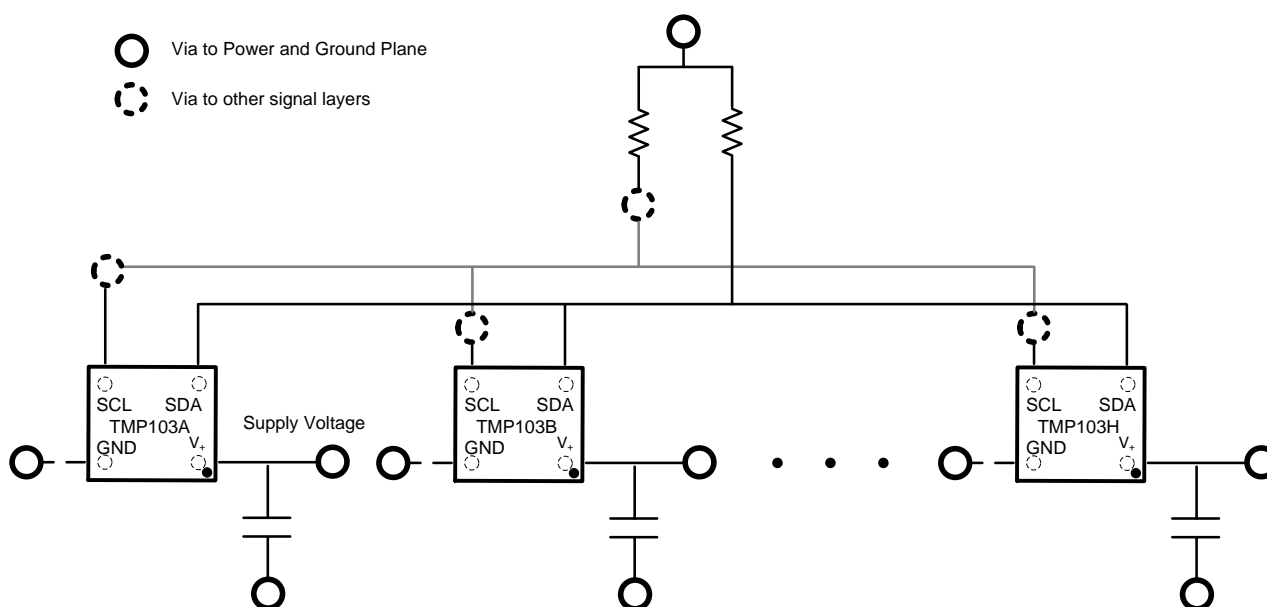 Via to Power and Ground Plane
Via to other signal layers
SCL SDA
TMP103A
GND V+
Supply Voltage
SCL SDA
TMP103B
GND V+
SCL SDA
TMP103H
GND V+